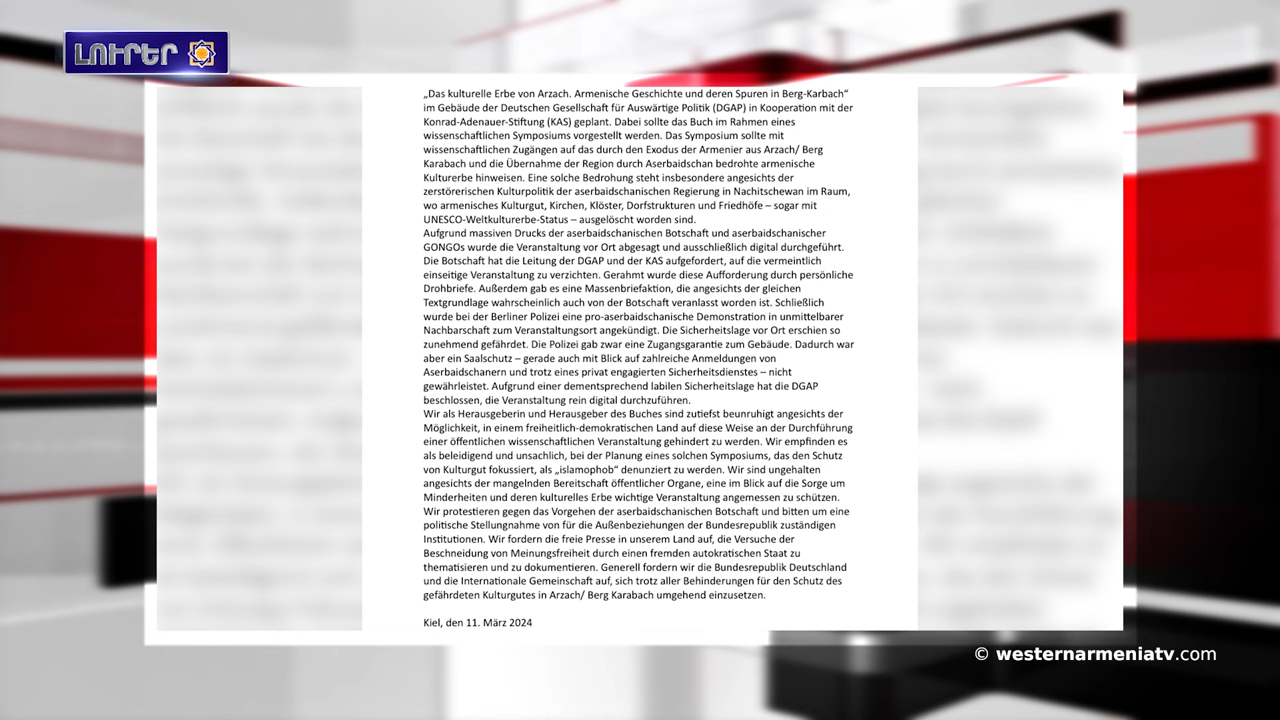 ԼՈՒՐԵՐ
„Das kulturelle Erbe von Arzach. Armenische Geschichte und deren Spuren in Berg-Karbach“
im Gebäude der Deutschen Gesellschaft für Auswärtige Politik (DGAP) in Kooperation mit der
Konrad-Adenauer-Stiftung (KAS) geplant. Dabei sollte das Buch im Rahmen eines
wissenschaftlichen Symposiums vorgestellt werden. Das Symposium sollte mit
wissenschaftlichen Zugängen auf das durch den Exodus der Armenier aus Arzach/ Berg
Karabach und die Übernahme der Region durch Aserbaidschan bedrohte armenische
Kulturerbe hinweisen. Eine solche Bedrohung steht insbesondere angesichts der
zerstörerischen Kulturpolitik der aserbaidschanischen Regierung in Nachitschewan im Raum,
wo armenisches Kulturgut, Kirchen, Klöster, Dorfstrukturen und Friedhöfe – sogar mit
UNESCO-Weltkulturerbe-Status – ausgelöscht worden sind.
Aufgrund massiven Drucks der aserbaidschanischen Botschaft und aserbaidschanischer
GONGOs wurde die Veranstaltung vor Ort abgesagt und ausschließlich digital durchgeführt.
Die Botschaft hat die Leitung der DGAP und der KAS aufgefordert, auf die vermeintlich
einseitige Veranstaltung zu verzichten. Gerahmt wurde diese Aufforderung durch persönliche
Drohbriefe. Außerdem gab es eine Massenbriefaktion, die angesichts der gleichen
Textgrundlage wahrscheinlich auch von der Botschaft veranlasst worden ist. Schließlich
wurde bei der Berliner Polizei eine pro-aserbaidschanische Demonstration in unmittelbarer
Nachbarschaft zum Veranstaltungsort angekündigt. Die Sicherheitslage vor Ort erschien so
zunehmend gefährdet. Die Polizei gab zwar eine Zugangsgarantie zum Gebäude. Dadurch war
aber ein Saalschutz – gerade auch mit Blick auf zahlreiche Anmeldungen von
Aserbaidschanern und trotz eines privat engagierten Sicherheitsdienstes – nicht
gewährleistet. Aufgrund einer dementsprechend labilen Sicherheitslage hat die DGAP
beschlossen, die Veranstaltung rein digital durchzuführen.
Wir als Herausgeberin und Herausgeber des Buches sind zutiefst beunruhigt angesichts der
Möglichkeit, in einem freiheitlich-demokratischen Land auf diese Weise an der Durchführung
einer öffentlichen wissenschaftlichen Veranstaltung gehindert zu werden. Wir empfinden es
als beleidigend und unsachlich, bei der Planung eines solchen Symposiums, das den Schutz
von Kulturgut fokussiert, als „islamophob“ denunziert zu werden. Wir sind ungehalten
angesichts der mangelnden Bereitschaft öffentlicher Organe, eine im Blick auf die Sorge um
Minderheiten und deren kulturelles Erbe wichtige Veranstaltung angemessen zu schützen.
Wir protestieren gegen das Vorgehen der aserbaidschanischen Botschaft und bitten um eine
politische Stellungnahme von für die Außenbeziehungen der Bundesrepublik zuständigen
Institutionen. Wir fordern die freie Presse in unserem Land auf, die Versuche der
Beschneidung von Meinungsfreiheit durch einen fremden autokratischen Staat zu
thematisieren und zu dokumentieren. Generell fordern wir die Bundesrepublik Deutschland
und die Internationale Gemeinschaft auf, sich trotz aller Behinderungen für den Schutz des
gefährdeten Kulturgutes in Arzach/ Berg Karabach umgehend einzusetzen.
Kiel, den 11. März 2024
© westernarmeniatv.com